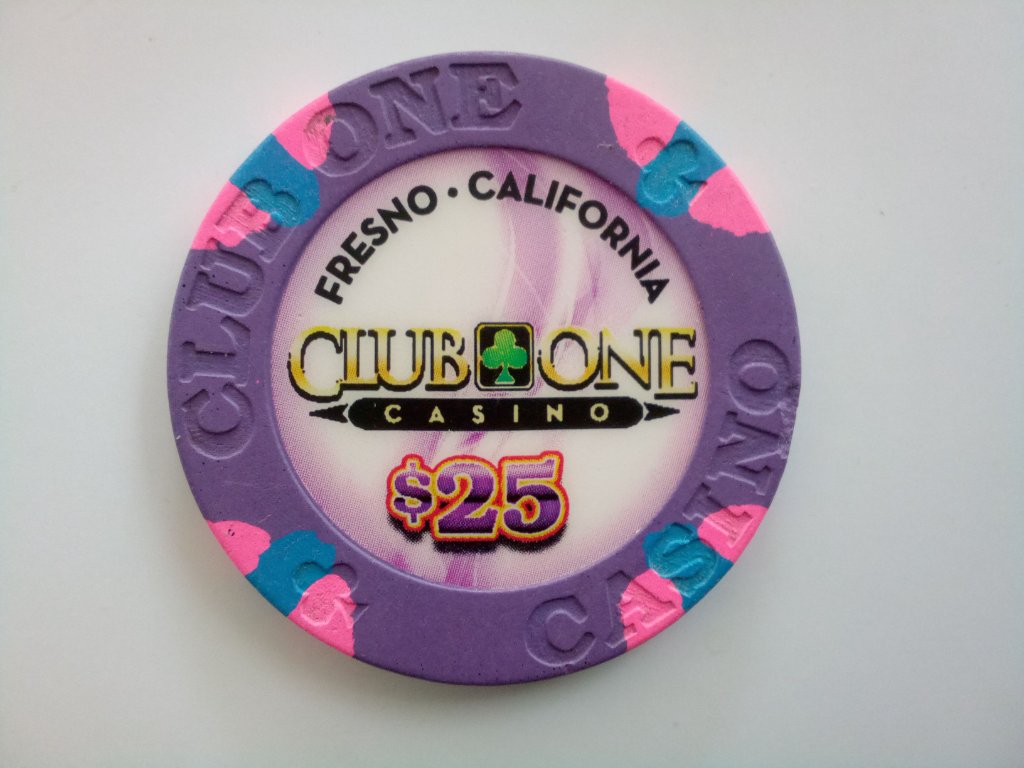 CLUB ONE
CASINO
FRESNO · CALIFORNIA
CLUB ONE
CASINO
$25